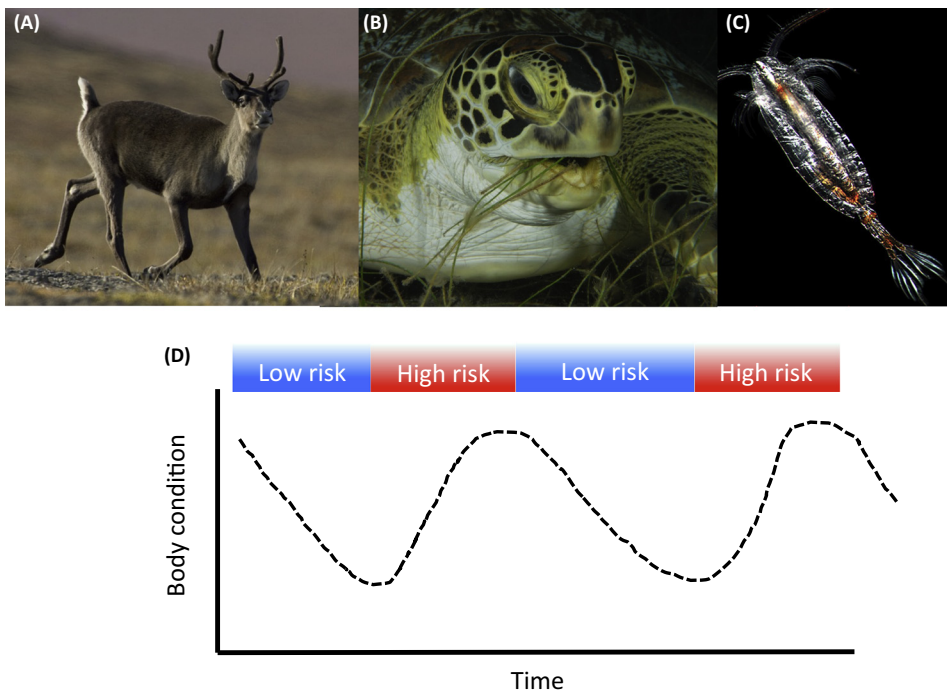 (A)
(B)
(C)
(D)
Low risk
High risk
Low risk
High risk
Body condition
Time